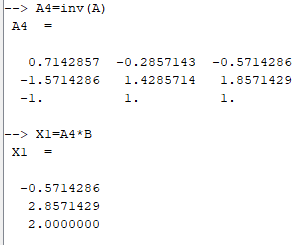 --> A4=inv(A)
A4  =
0.7142857  -0.2857143  -0.5714286
-1.5714286   1.4285714   1.8571429
-1.          1.          1.
--> X1=A4*B
X1  =
-0.5714286
2.8571429
2.0000000